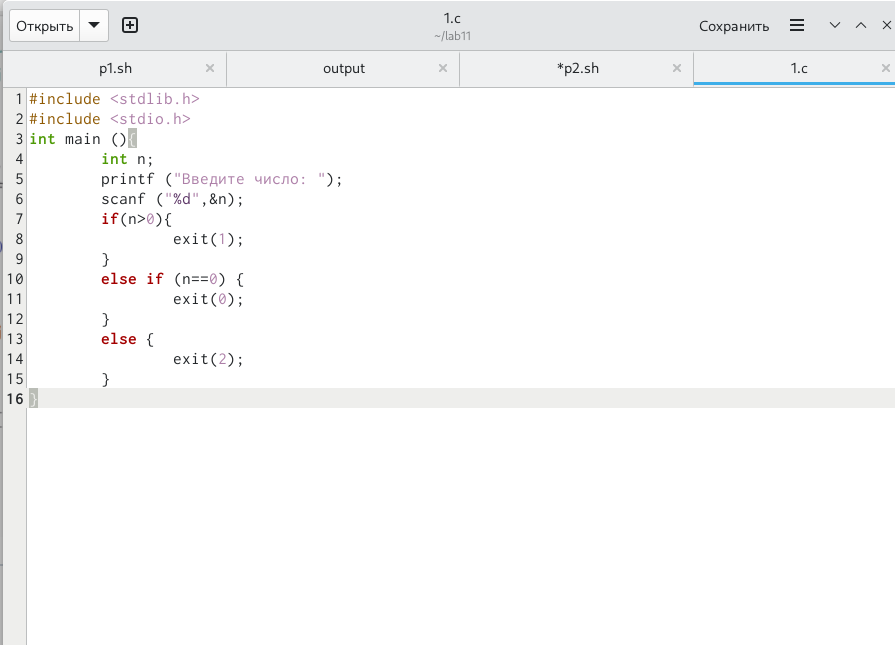 Открыть
1.c
~/lab11
Сохранить
p1.sh
output
*p2.sh
1.c
1 #include <stdlib.h>
2 #include <stdio.h>
3 int main (){
4         int n;
5         printf ("Введите число: ");
6         scanf ("%d",&n);
7         if(n>0){
8                 exit(1);
9         }
10         else if (n==0) {
11                 exit(0);
12         }
13         else {
14                 exit(2);
15         }
16 }